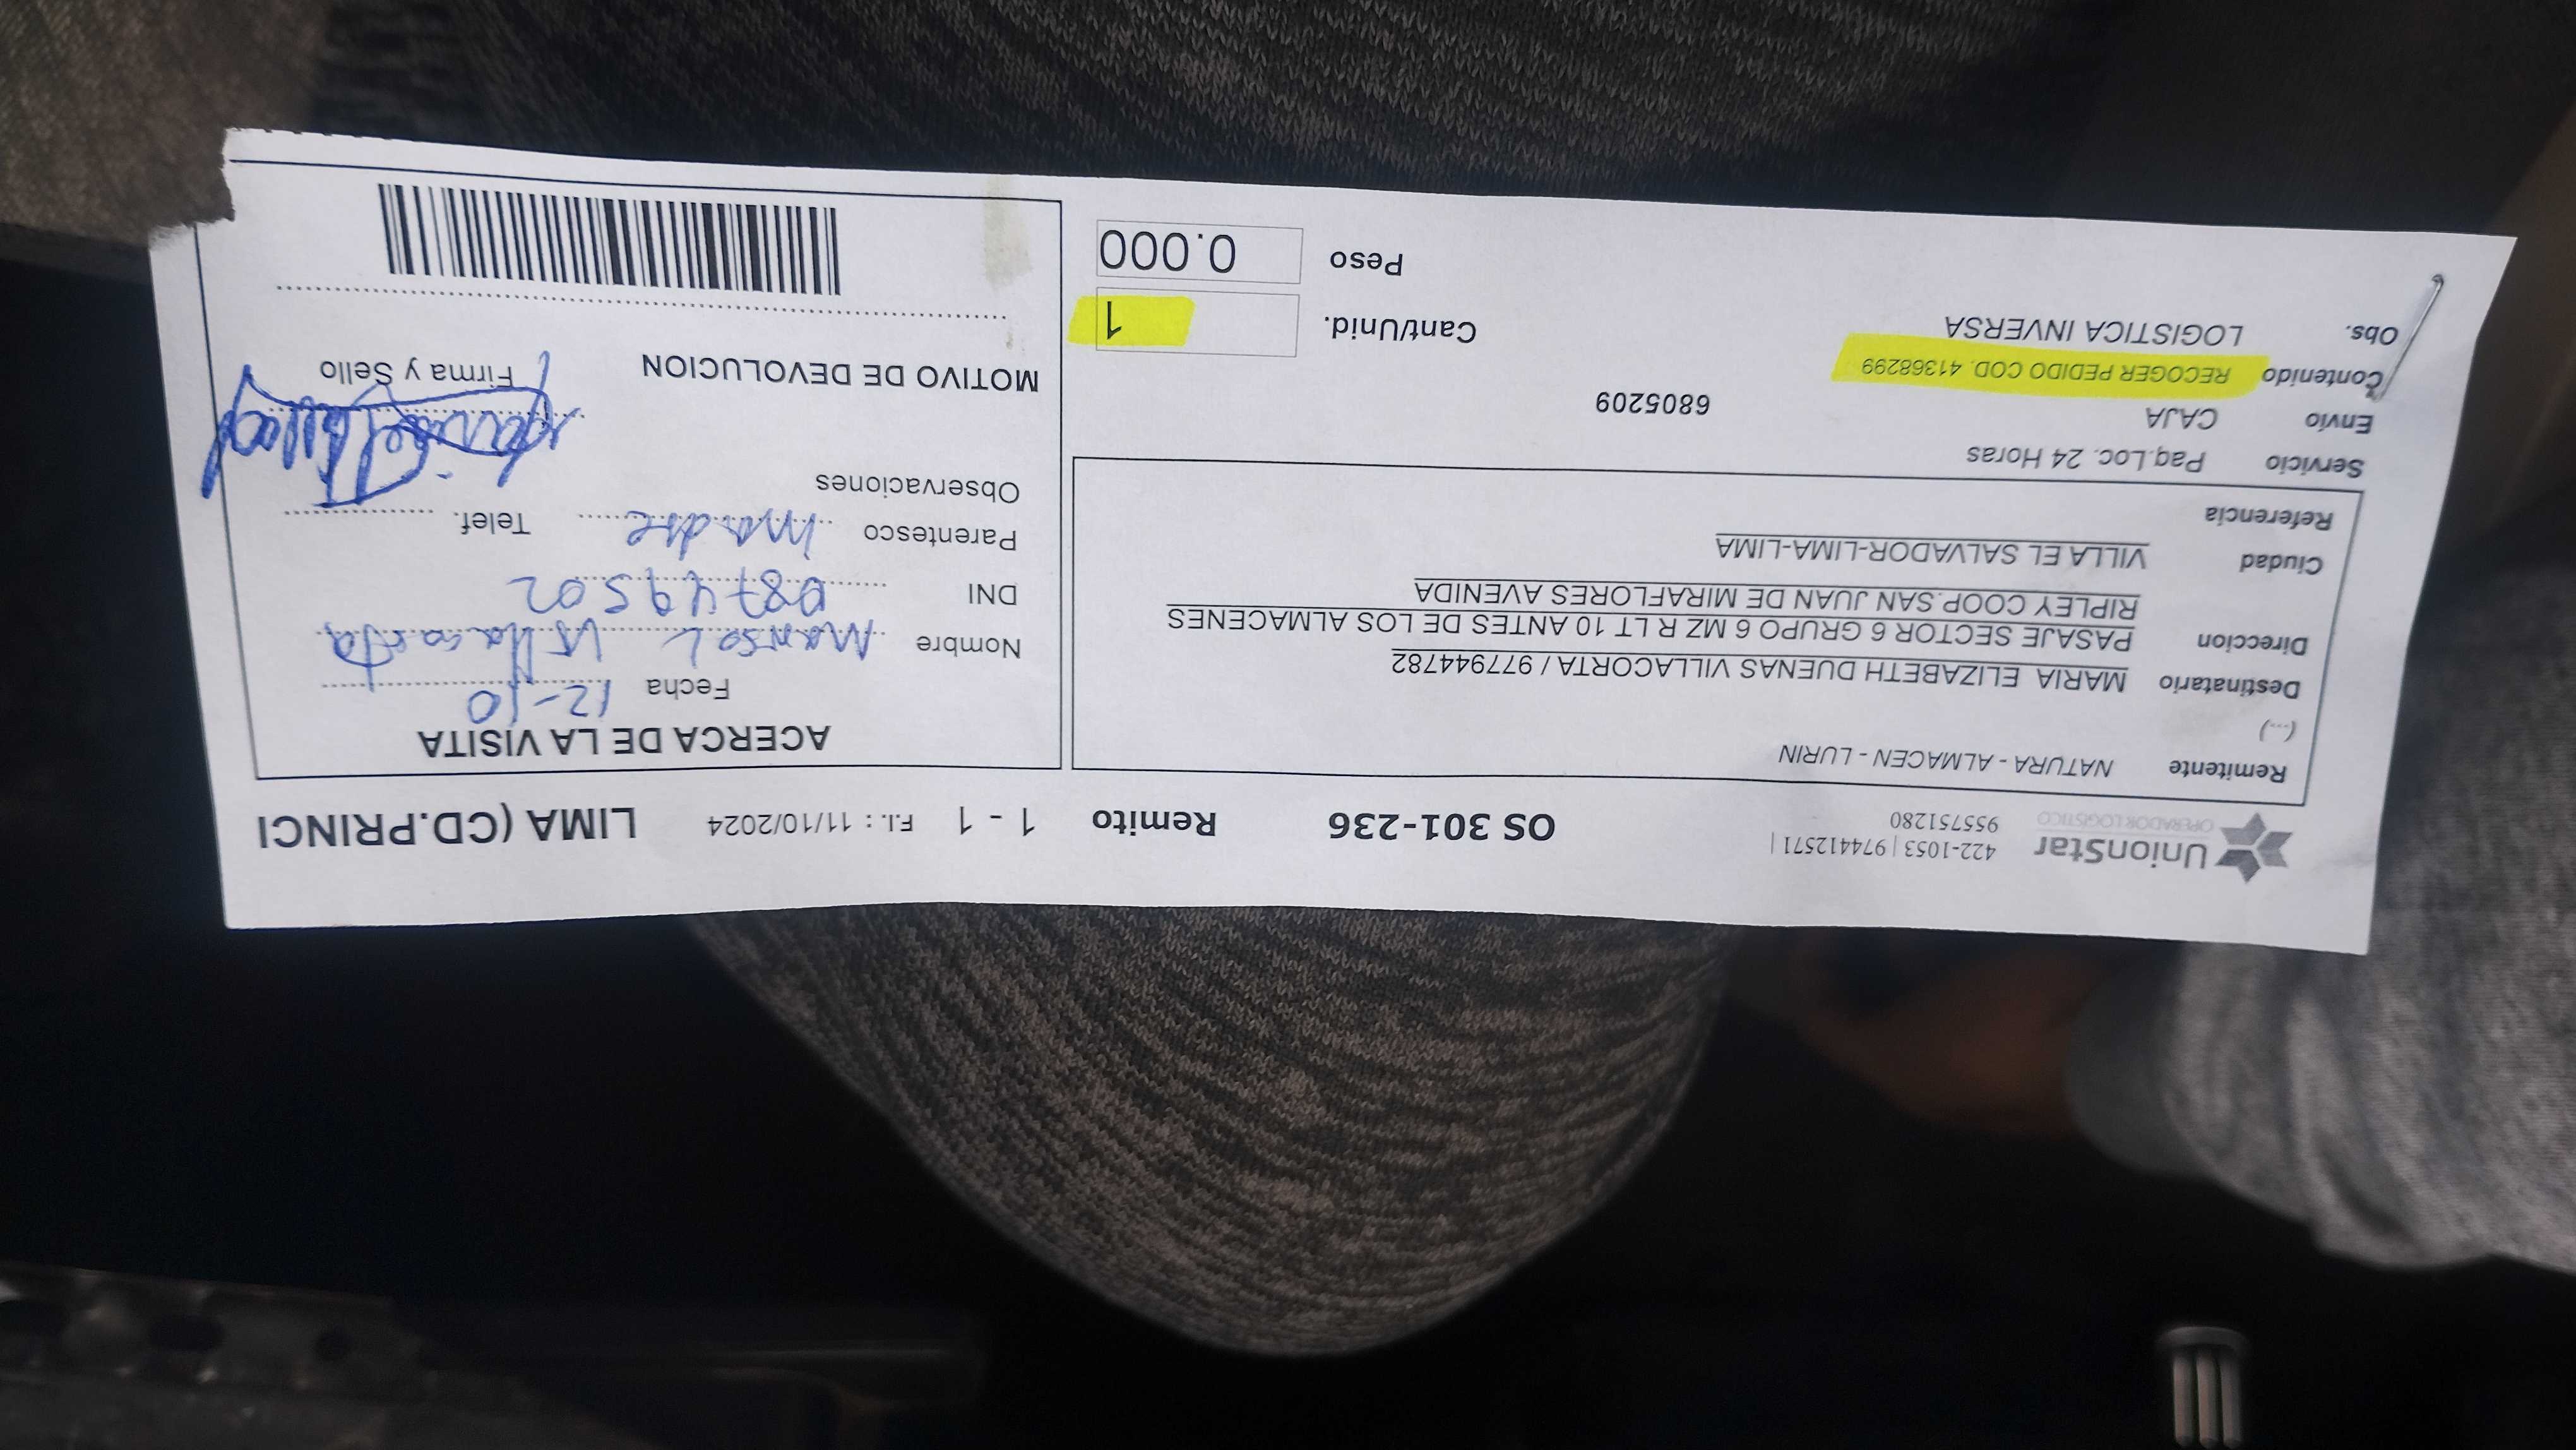 UnionStar
OPERADOR LOGÍSTICO
422-1053 | 974412571 |
955751280
OS 301-236
Remito 1 - 1
F.I. : 11/10/2024
LIMA (CD.PRINCI
Remitente NATURA - ALMACEN - LURIN
(...)
Destinatario MARIA ELIZABETH DUENAS VILLACORTA / 977944782
Direccion PASAJE SECTOR 6 GRUPO 6 MZ R LT 10 ANTES DE LOS ALMACENES
RIPLEY COOP.SAN JUAN DE MIRAFLORES AVENIDA
Ciudad VILLA EL SALVADOR-LIMA-LIMA
Referencia
Servicio Paq.Loc. 24 Horas
Envío CAJA 6805209
Contenido RECOGER PEDIDO COD. 41368299
Obs. LOGISTICA INVERSA
Cant/Unid. 1
Peso 0.000
ACERCA DE LA VISITA
Fecha 12-10
Nombre Marisol Villacorta
DNI 08749502
Parentesco madre Telef.
Observaciones
MOTIVO DE DEVOLUCION
Firma y Sello